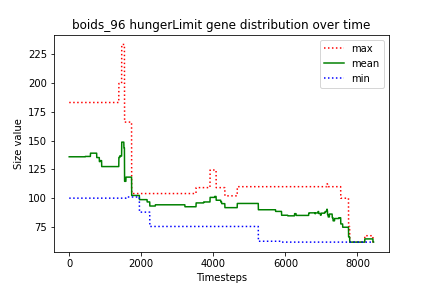 boids_96 hungerLimit gene distribution over time
max
mean
min
Size value
225
200
175
150
125
100
75
0
2000
4000
6000
8000
Timesteps